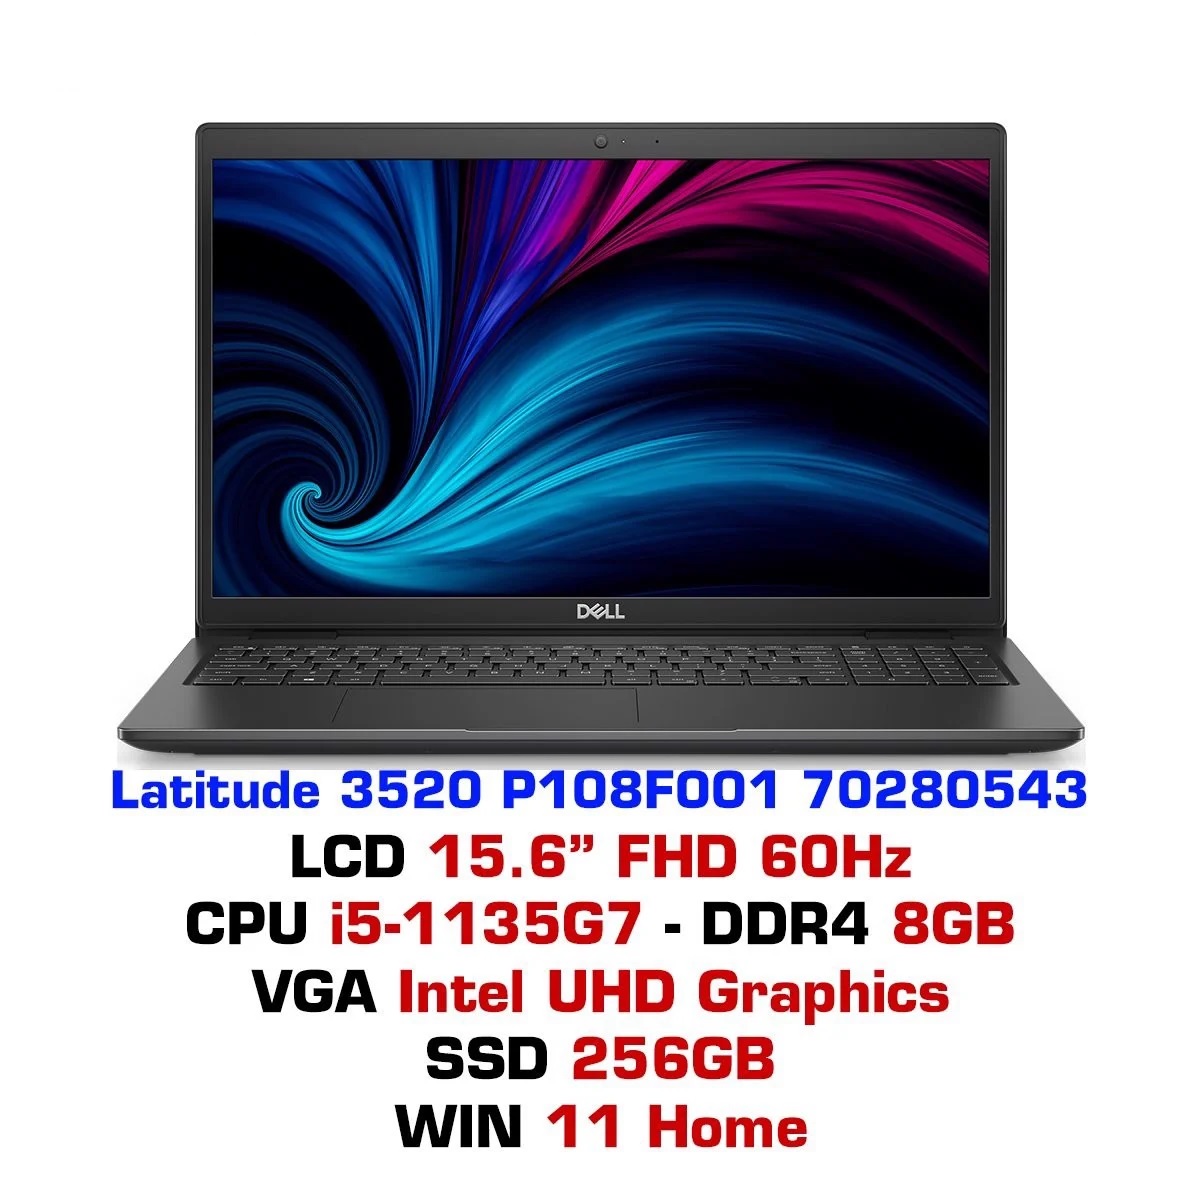 DELL
Latitude 3520 P108F001 70280543
LCD 15.6” FHD 60Hz
CPU i5-1135G7 - DDR4 8GB
VGA Intel UHD Graphics
SSD 256GB
WIN 11 Home